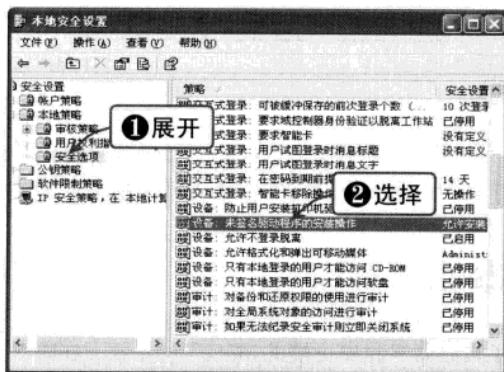 本地安全设置
文件(F) 操作(A) 查看(V) 帮助(H)
安全设置
帐户策略
本地策略
审核策略
用户权利指
安全选项
公钥策略
软件限制策略
IP 安全策略，在 本地计算
❶展开
策略 安全设置
交互式登录: 可被缓冲保存的前次登录个数 (... 10 次登录
交互式登录: 要求域控制器身份验证以脱离工作站 已停用
交互式登录: 要求智能卡 没有定义
交互式登录: 用户试图登录时消息标题 没有定义
交互式登录: 用户试图登录时消息文字
交互式登录: 在密码到期前提 14 天
交互式登录: 智能卡移除操作 无操作
❷选择
设备: 防止用户安装打印机驱 已停用
设备: 未签名驱动程序的安装操作 允许安装
设备: 允许不登录脱离 已启用
设备: 允许格式化和弹出可移动媒体 Administ
设备: 只有本地登录的用户才能访问 CD-ROM 已停用
设备: 只有本地登录的用户才能访问软盘 已停用
审计: 对备份和还原权限的使用进行审计 已停用
审计: 对全局系统对象的访问进行审计 已停用
审计: 如果无法纪录安全审计则立即关闭系统 已停用